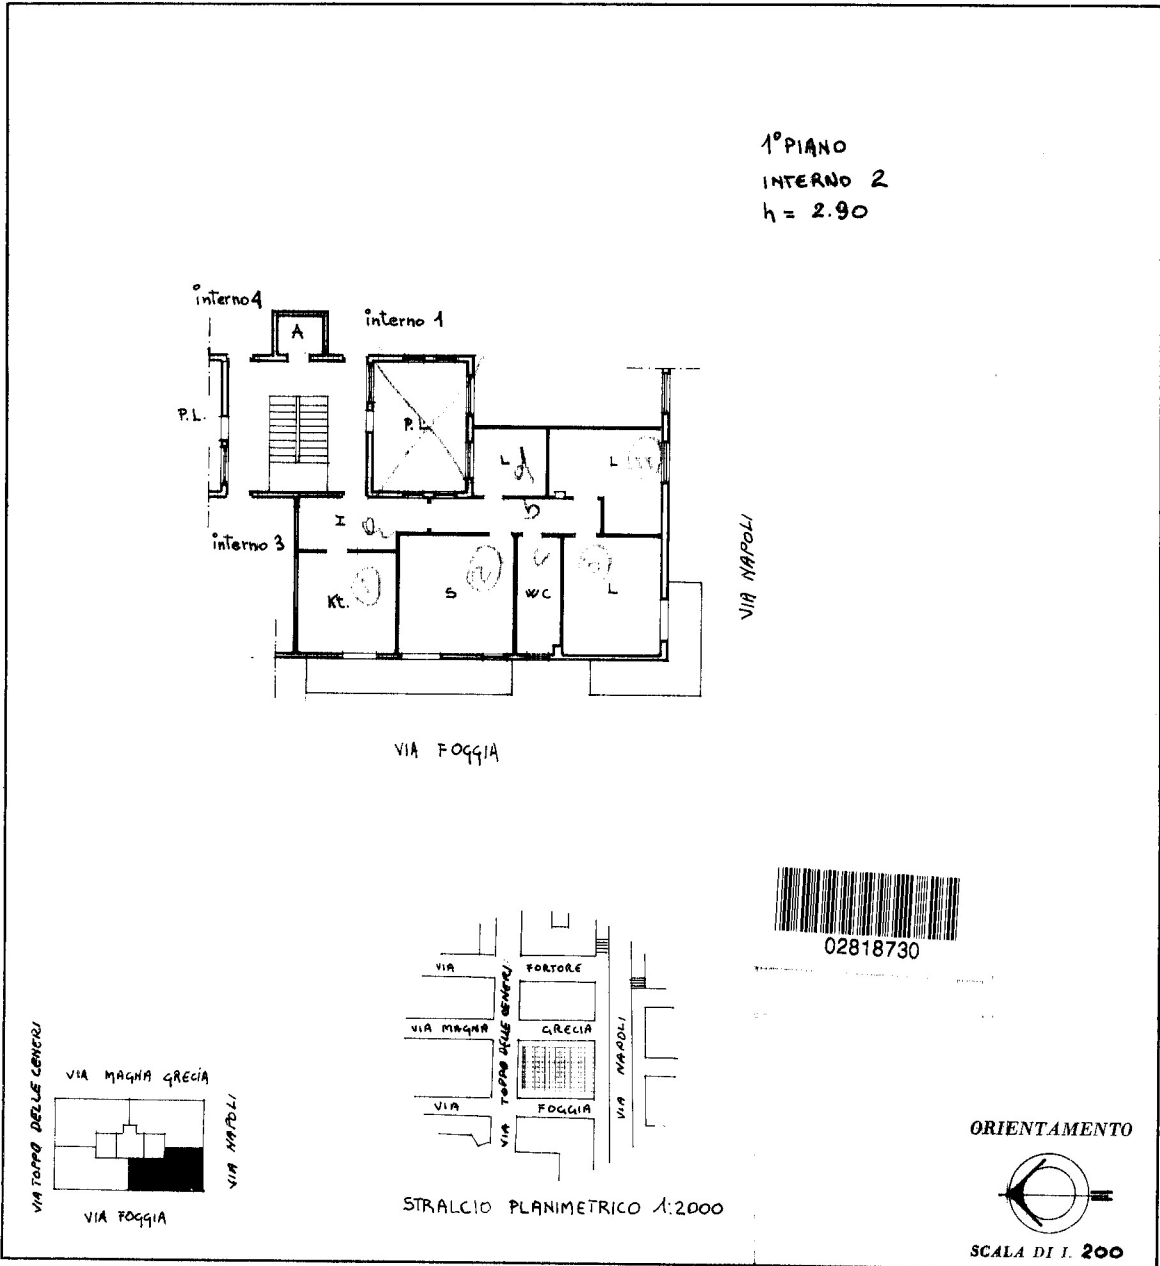 1° PIANO
INTERNO 2
h = 2.90
interno 4
A
interno 1
P.L.
P.L.
L
d
L
I
D
interno 3
Kt.
S
WC
L
VIA NAPOLI
VIA FOGGIA
02818730
VIA FORTORE
VIA MAGNA GRECIA
VIA TOPPO DELLE CENERI
VIA NAPOLI
VIA FOGGIA
STRALCIO PLANIMETRICO 1:2000
VIA TOPPO DELLE CENERI
VIA MAGNA GRECIA
VIA NAPOLI
VIA FOGGIA
ORIENTAMENTO
SCALA DI 1. 200